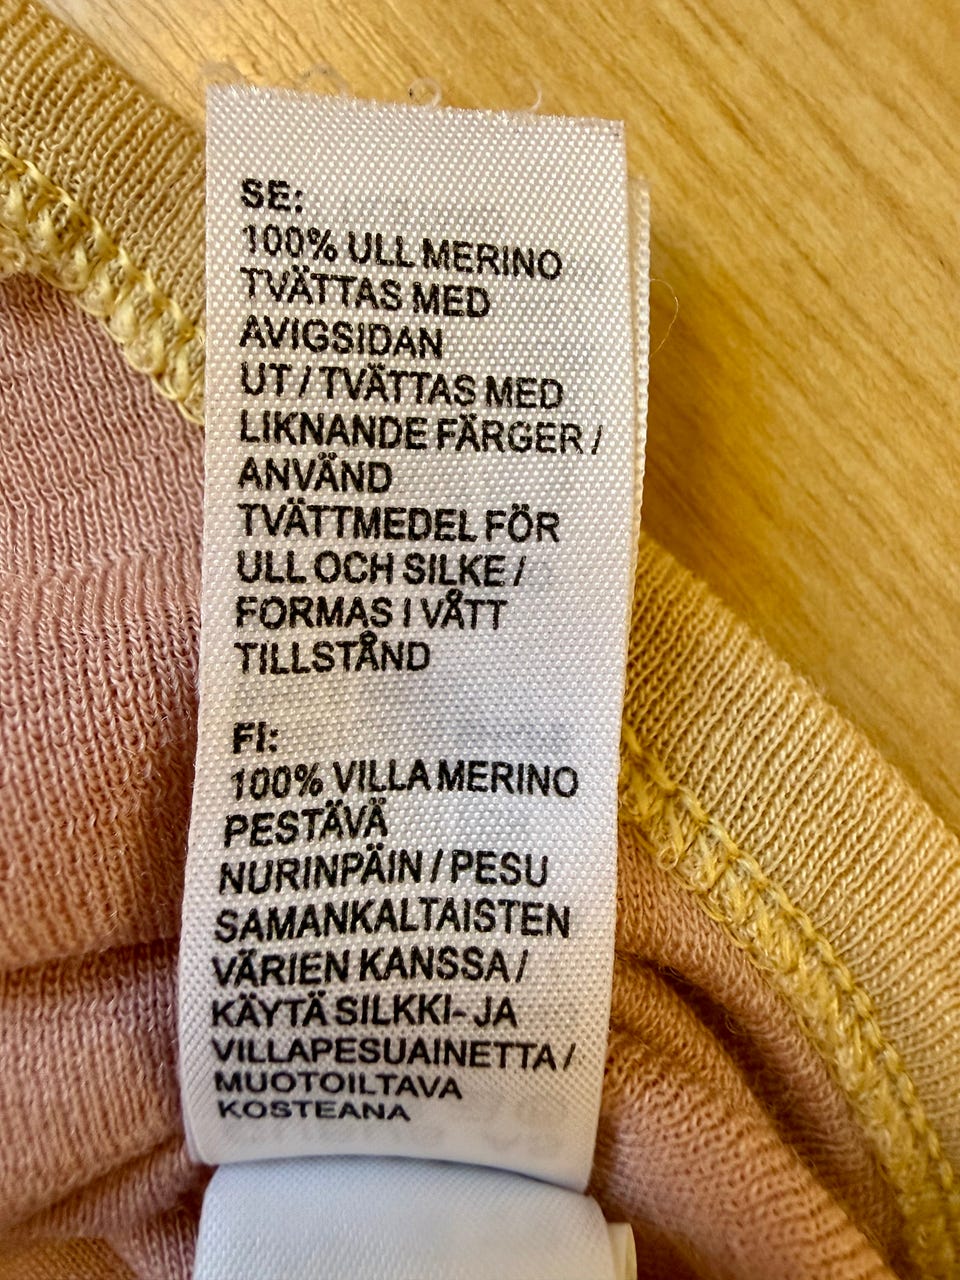 SE:
100% ULL MERINO
TVÄTTAS MED
AVIGSIDAN
UT / TVÄTTAS MED
LIKNANDE FÄRGER /
ANVÄND
TVÄTTMEDEL FÖR
ULL OCH SILKE /
FORMAS I VÅTT
TILLSTÅND
FI:
100% VILLA MERINO
PESTÄVÄ
NURINPÄIN / PESU
SAMANKALTAISTEN
VÄRIEN KANSSA /
KÄYTÄ SILKKI- JA
VILLAPESUAINETTA /
MUOTOILTAVA
KOSTEANA